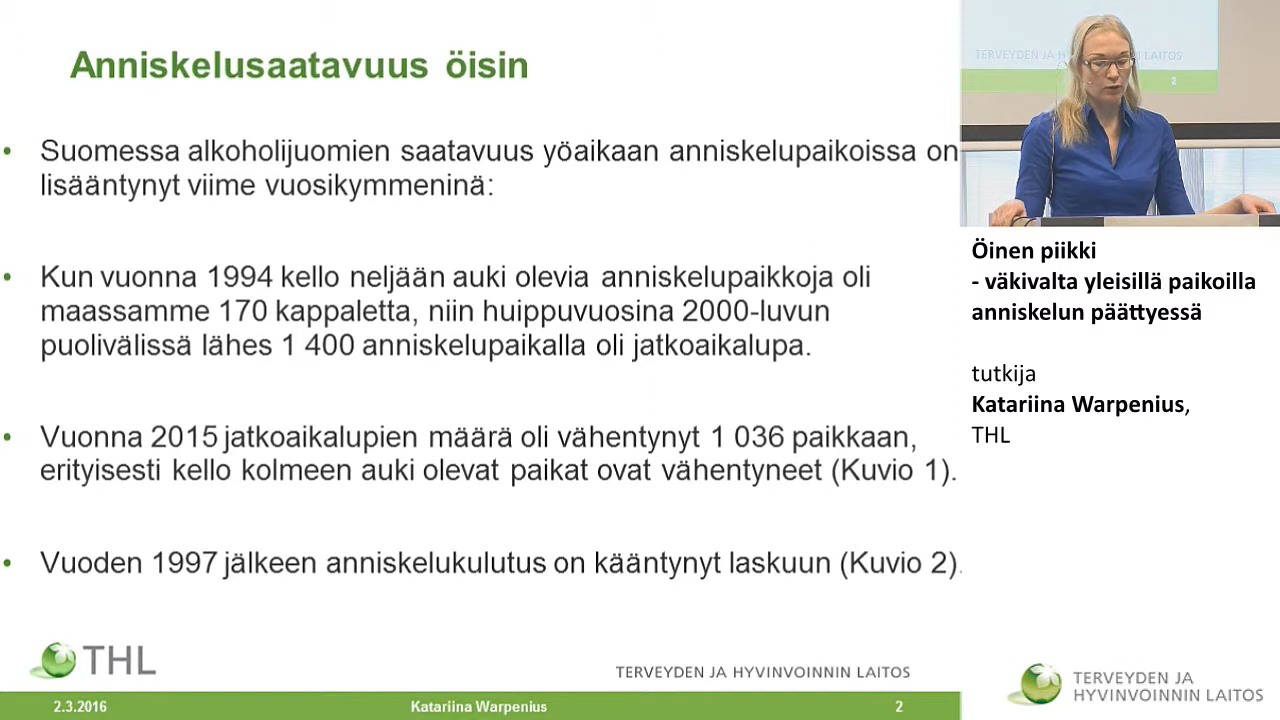 Anniskelusaatavuus öisin
• Suomessa alkoholijuomien saatavuus yöaikaan anniskelupaikoissa on
lisääntynyt viime vuosikymmeninä:
• Kun vuonna 1994 kello neljään auki olevia anniskelupaikkoja oli
maassamme 170 kappaletta, niin huippuvuosina 2000-luvun
puolivälissä lähes 1 400 anniskelupaikalla oli jatkoaikalupa.
• Vuonna 2015 jatkoaikalupien määrä oli vähentynyt 1 036 paikkaan,
erityisesti kello kolmeen auki olevat paikat ovat vähentyneet (Kuvio 1).
• Vuoden 1997 jälkeen anniskelukulutus on kääntynyt laskuun (Kuvio 2).
THL
TERVEYDEN JA HYVINVOINNIN LAITOS
2.3.2016
Katariina Warpenius
2
TERVEYDEN JA H LAITOS
2
Öinen piikki
- väkivalta yleisillä paikoilla
anniskelun päättyessä
tutkija
Katariina Warpenius,
THL
TERVEYDEN JA
HYVINVOINNIN LAITOS